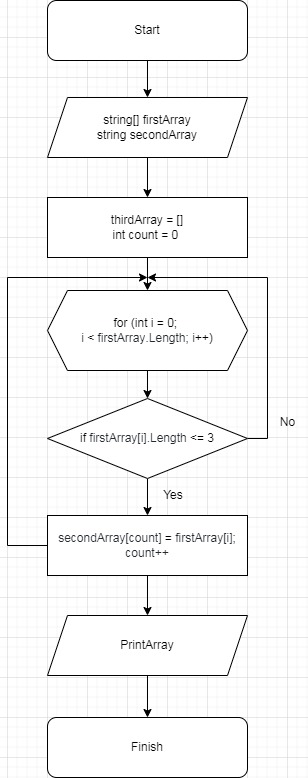 Start
string[] firstArray
string secondArray
thirdArray = []
int count = 0
for (int i = 0;
i < firstArray.Length; i++)
if firstArray[i].Length <= 3
No
Yes
secondArray[count] = firstArray[i];
count++
PrintArray
Finish